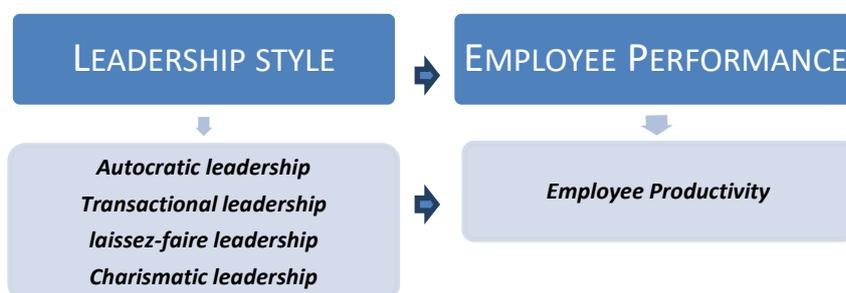 LEADERSHIP STYLE
EMPLOYEE PERFORMANCE
Autocratic leadership
Transactional leadership
laissez-faire leadership
Charismatic leadership
Employee Productivity